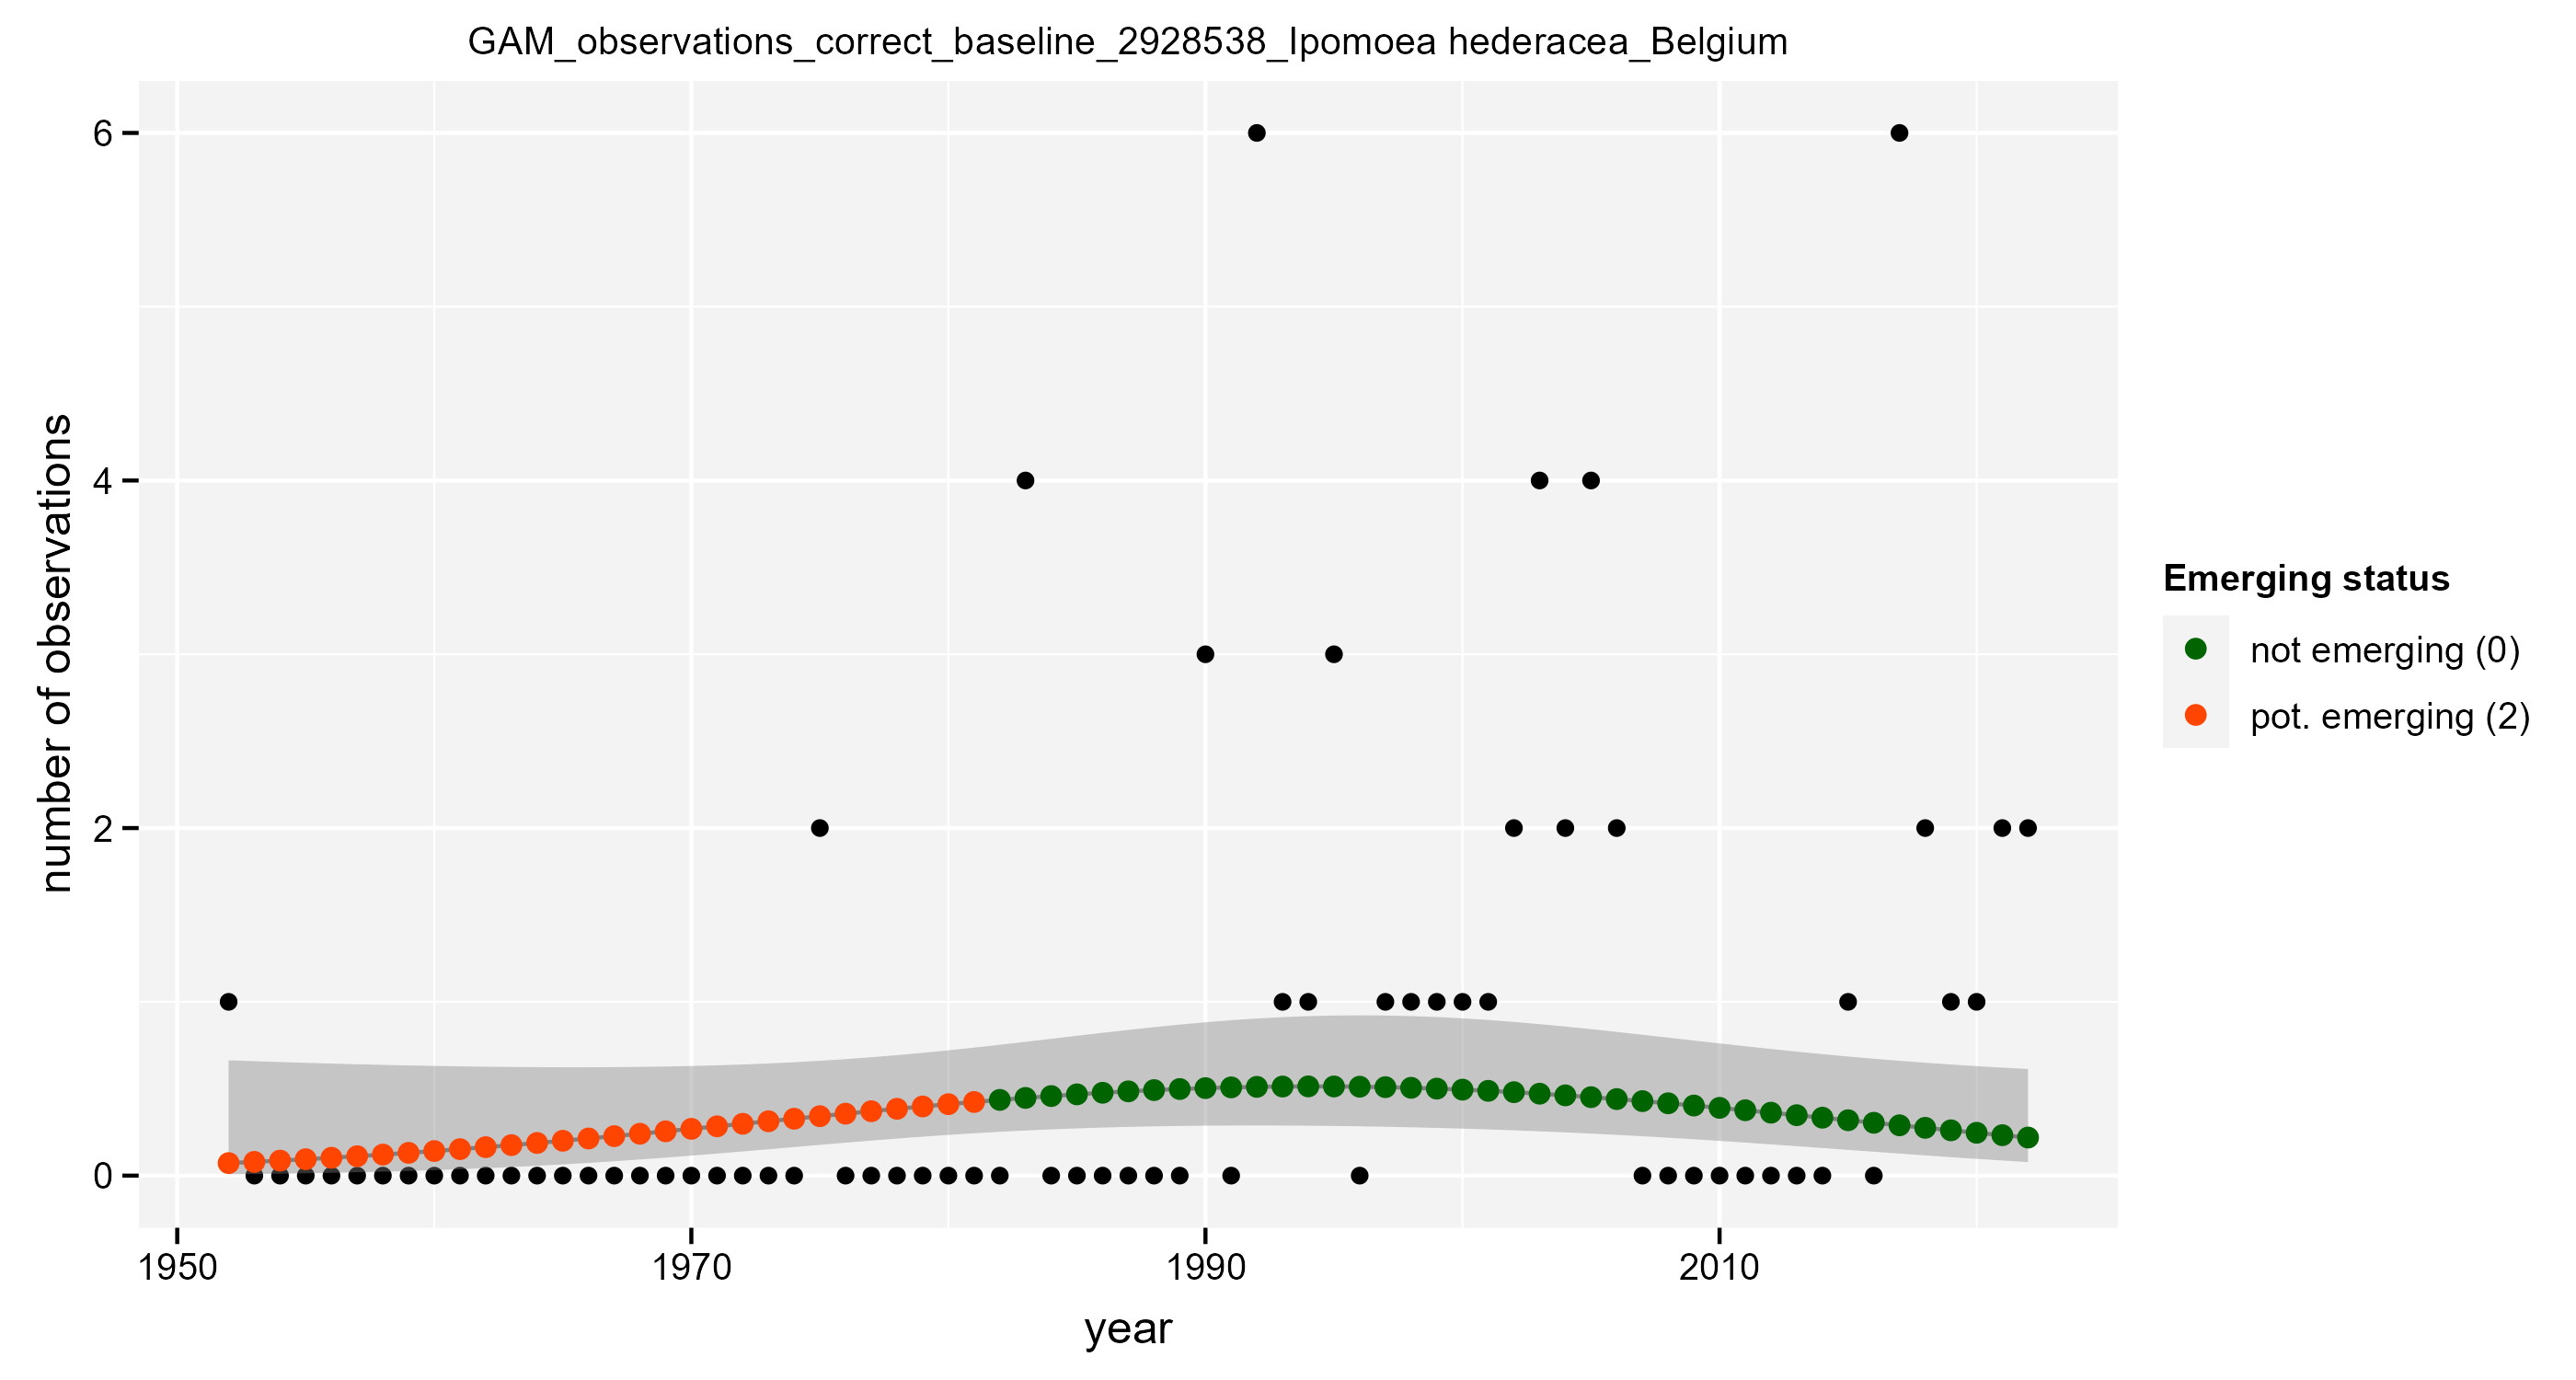 GAM_observations_correct_baseline_2928538_Ipomoea hederacea_Belgium
number of observations
6
4
2
0
1950 1970 1990 2010
year
Emerging status
not emerging (0)
pot. emerging (2)